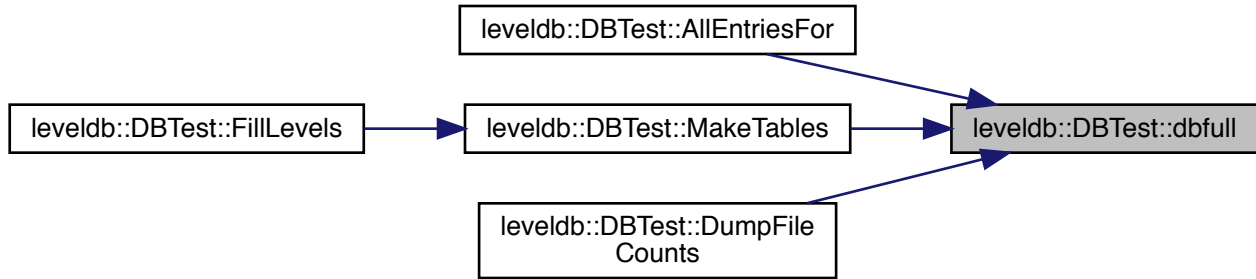 leveldb::DBTest::AllEntriesFor
leveldb::DBTest::FillLevels
leveldb::DBTest::MakeTables
leveldb::DBTest::dbfull
leveldb::DBTest::DumpFile
Counts